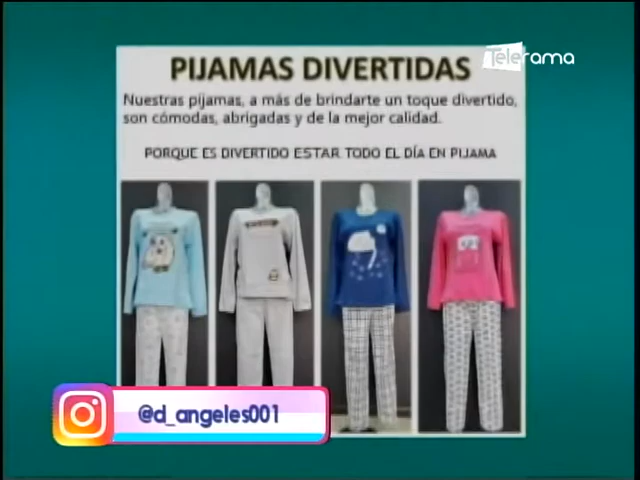 PIJAMAS DIVERTIDAS
Telerama
Nuestras pijamas, a más de brindarte un toque divertido,
son cómodas, abrigadas y de la mejor calidad.
PORQUE ES DIVERTIDO ESTAR TODO EL DÍA EN PIJAMA
@d_angeles001